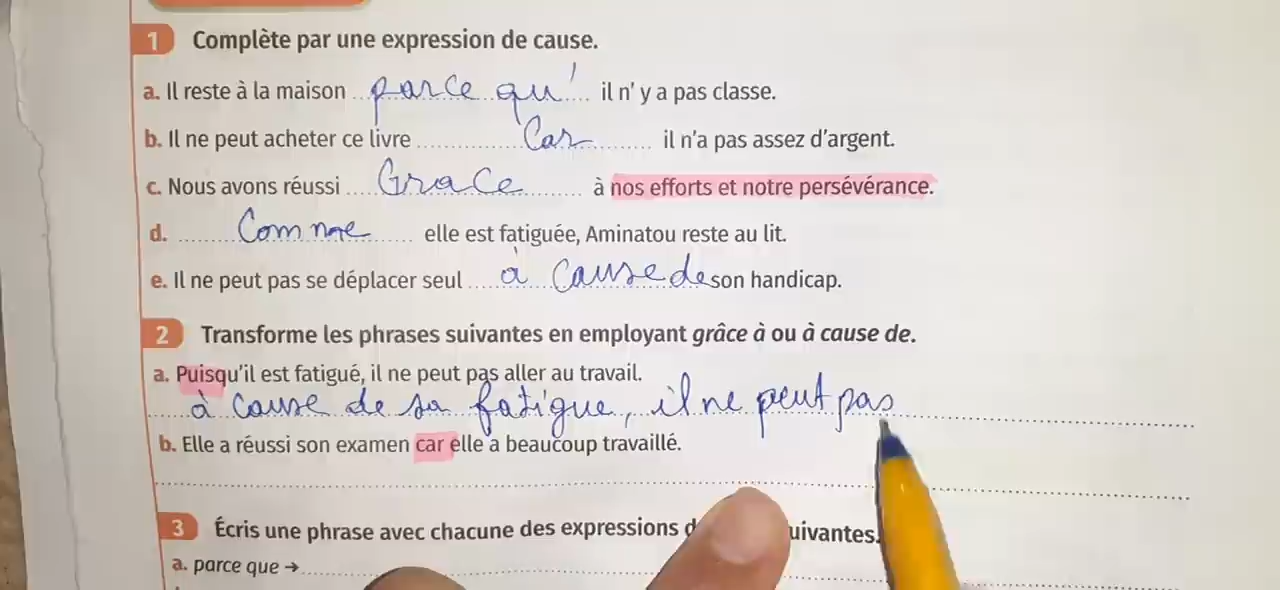 1 Complète par une expression de cause.
a. Il reste à la maison parce qu' il n' y a pas classe.
b. Il ne peut acheter ce livre Car il n'a pas assez d'argent.
c. Nous avons réussi Grace à nos efforts et notre persévérance.
d. Comme elle est fatiguée, Aminatou reste au lit.
e. Il ne peut pas se déplacer seul à cause de son handicap.
2 Transforme les phrases suivantes en employant grâce à ou à cause de.
a. Puisqu'il est fatigué, il ne peut pas aller au travail.
à cause de sa fatigue, il ne peut pas
b. Elle a réussi son examen car elle a beaucoup travaillé.
3 Écris une phrase avec chacune des expressions d uivantes.
a. parce que →